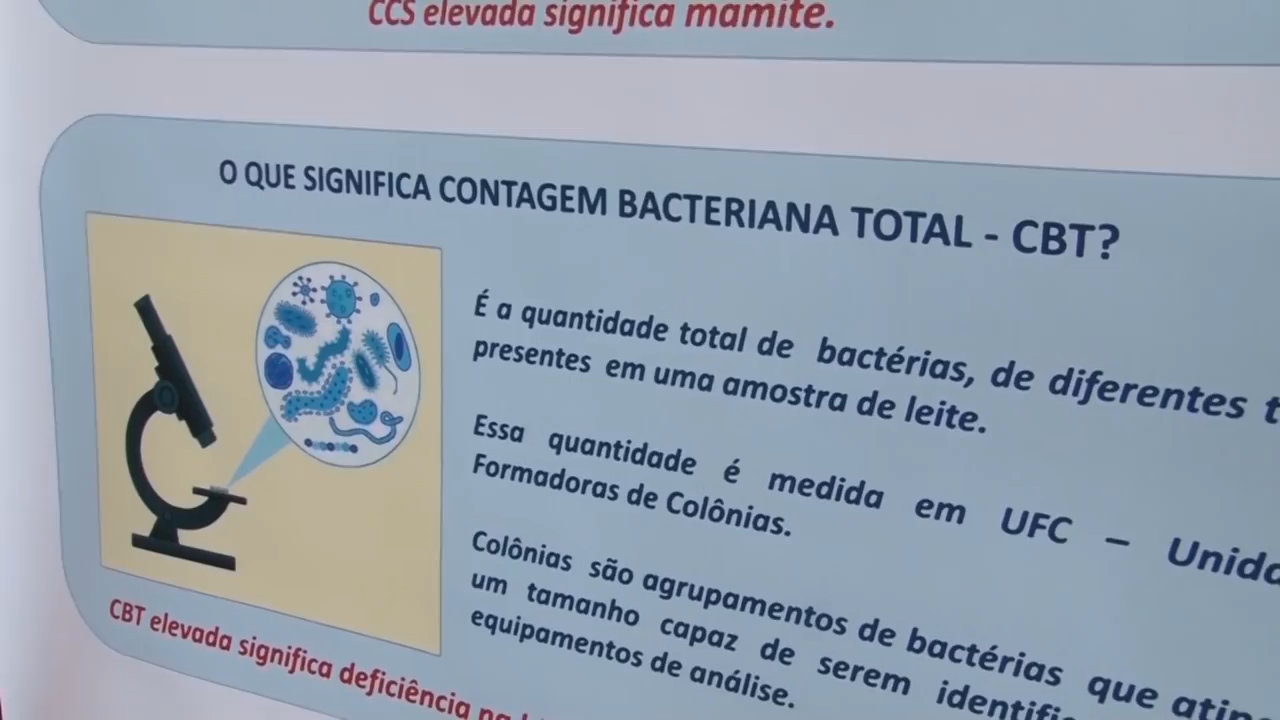 CCS elevada significa mamite.
O QUE SIGNIFICA CONTAGEM BACTERIANA TOTAL - CBT?
É a quantidade total de bactérias, de diferentes
presentes em uma amostra de leite.
Essa quantidade é medida em UFC –
Formadoras de Colônias.
Colônias são agrupamentos de bactérias que
um tamanho capaz de serem
equipamentos de análise.
CBT elevada significa deficiência